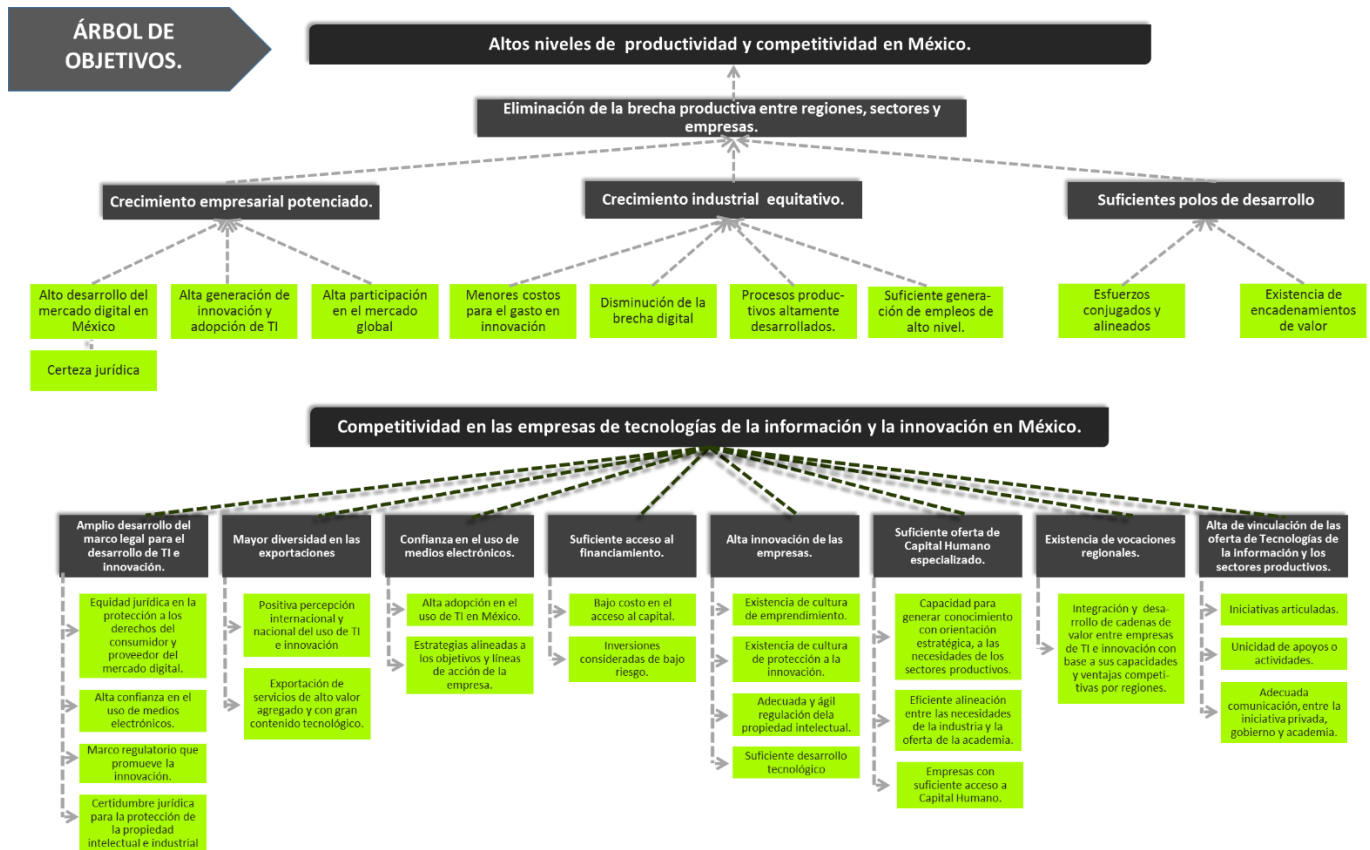 ÁRBOL DE
OBJETIVOS.
Altos niveles de productividad y competitividad en México.
Eliminación de la brecha productiva entre regiones, sectores y
empresas.
Crecimiento empresarial potenciado.
Crecimiento industrial equitativo.
Suficientes polos de desarrollo
Alto desarrollo del
mercado digital en
México
Alta generación de
innovación y
adopción de TI
Alta participación
en el mercado
global
Menores costos
para el gasto en
innovación
Disminución de la
brecha digital
Procesos produc-
tivos altamente
desarrollados.
Suficiente genera-
ción de empleos de
alto nivel.
Esfuerzos
conjugados y
alineados
Existencia de
encadenamientos
de valor
Certeza jurídica
Competitividad en las empresas de tecnologías de la información y la innovación en México.
Amplio desarrollo del
marco legal para el
desarrollo de TI e
innovación.
Equidad jurídica en la
protección a los
derechos del
consumidor y
proveedor del
mercado digital.
Alta confianza en el
uso de medios
electrónicos.
Marco regulatorio que
promueve la
innovación.
Certidumbre jurídica
para la protección de
la propiedad
intelectual e industrial
Mayor diversidad en las
exportaciones
Positiva percepción
internacional y
nacional del uso de TI
e innovación
Exportación de
servicios de alto valor
agregado y con gran
contenido tecnológico.
Confianza en el uso de
medios electrónicos.
Alta adopción en el
uso de TI en México.
Estrategias alineadas a
los objetivos y líneas
de acción de la
empresa.
Suficiente acceso al
financiamiento.
Bajo costo en el
acceso al capital.
Inversiones
consideradas de bajo
riesgo.
Alta innovación de las
empresas.
Existencia de cultura
de emprendimiento.
Existencia de cultura
de protección a la
innovación.
Adecuada y ágil
regulación dela
propiedad intelectual.
Suficiente desarrollo
tecnológico
Suficiente oferta de
Capital Humano
especializado.
Capacidad para
generar conocimiento
con orientación
estratégica, a las
necesidades de los
sectores productivos.
Eficiente alineación
entre las necesidades
de la industria y la
oferta de la academia.
Empresas con
suficiente acceso a
Capital Humano.
Existencia de vocaciones
regionales.
Integración y desa-
rrollo de cadenas de
valor entre empresas
de TI e innovación con
base a sus capacidades
y ventajas competi-
tivas por regiones.
Alta de vinculación de las
oferta de Tecnologías de
la información y los
sectores productivos.
Iniciativas articuladas.
Unicidad de apoyos o
actividades.
Adecuada
comunicación, entre la
iniciativa privada,
gobierno y academia.